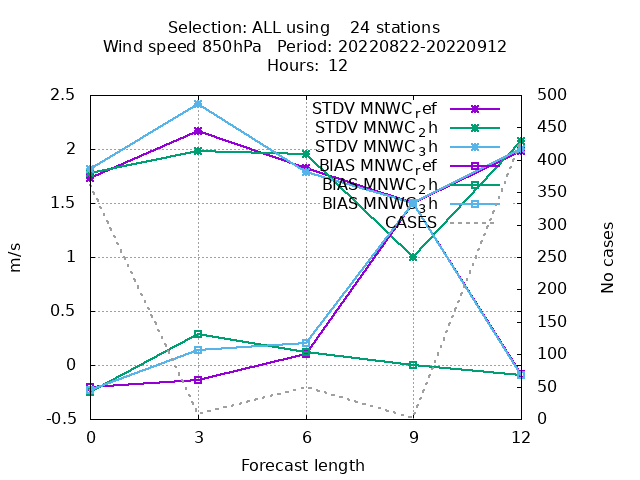 Selection: ALL using    24 stations
Wind speed 850hPa   Period: 20220822-20220912
Hours:  12
2.5
2
1.5
1
0.5
0
-0.5
500
450
400
350
300
250
200
150
100
50
0
STDV MNWC_ref
STDV MNWC_2h
STDV MNWC_3h
BIAS MNWC_ref
BIAS MNWC_2h
BIAS MNWC_3h
CASES
m/s
No cases
0 3 6 9 12
Forecast length